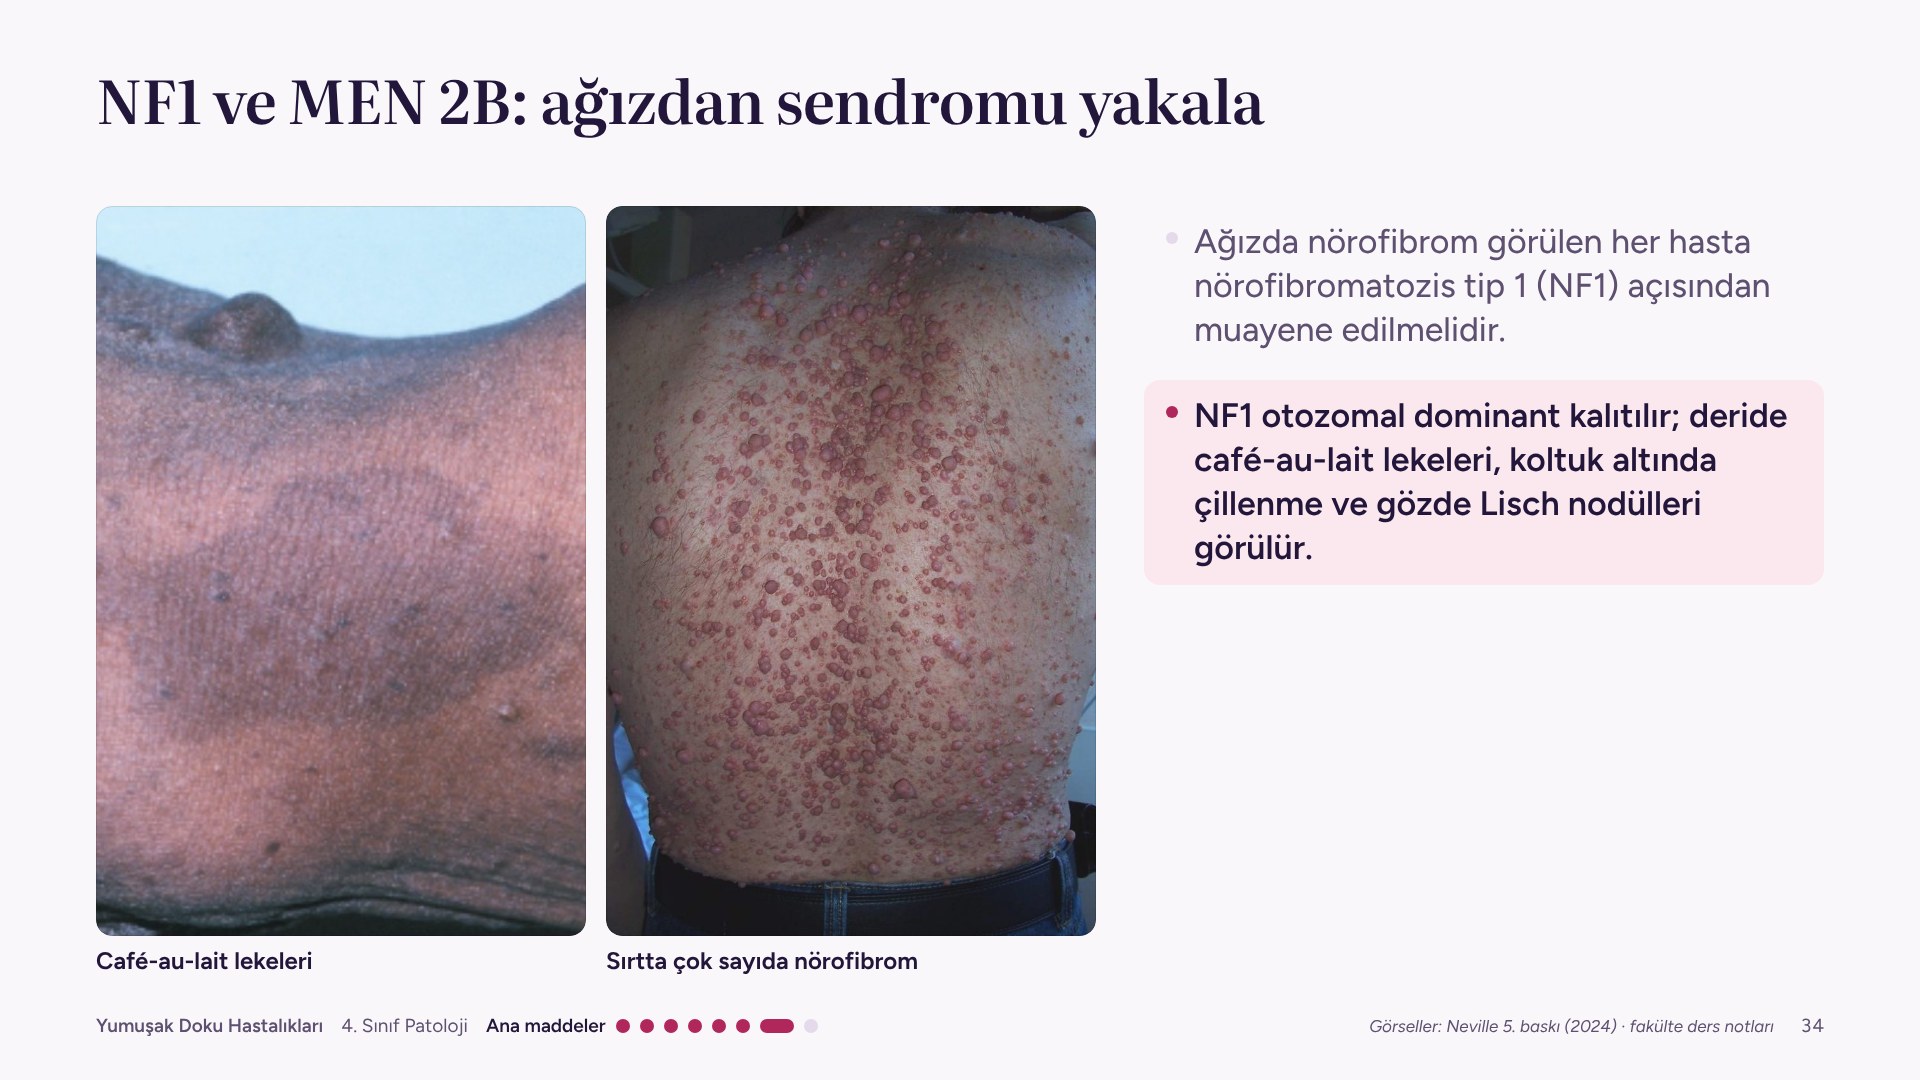 NF1 ve MEN 2B: ağızdan sendromu yakala
Ağızda nörofibrom görülen her hasta
nörofibromatozis tip 1 (NF1) açısından
muayene edilmelidir.
NF1 otozomal dominant kalıtılır; deride
café-au-lait lekeleri, koltuk altında
çillenme ve gözde Lisch nodülleri
görülür.
Café-au-lait lekeleri
Sırtta çok sayıda nörofibrom
Yumuşak Doku Hastalıkları 4. Sınıf Patoloji Ana maddeler
Görseller: Neville 5. baskı (2024) · fakülte ders notları 34